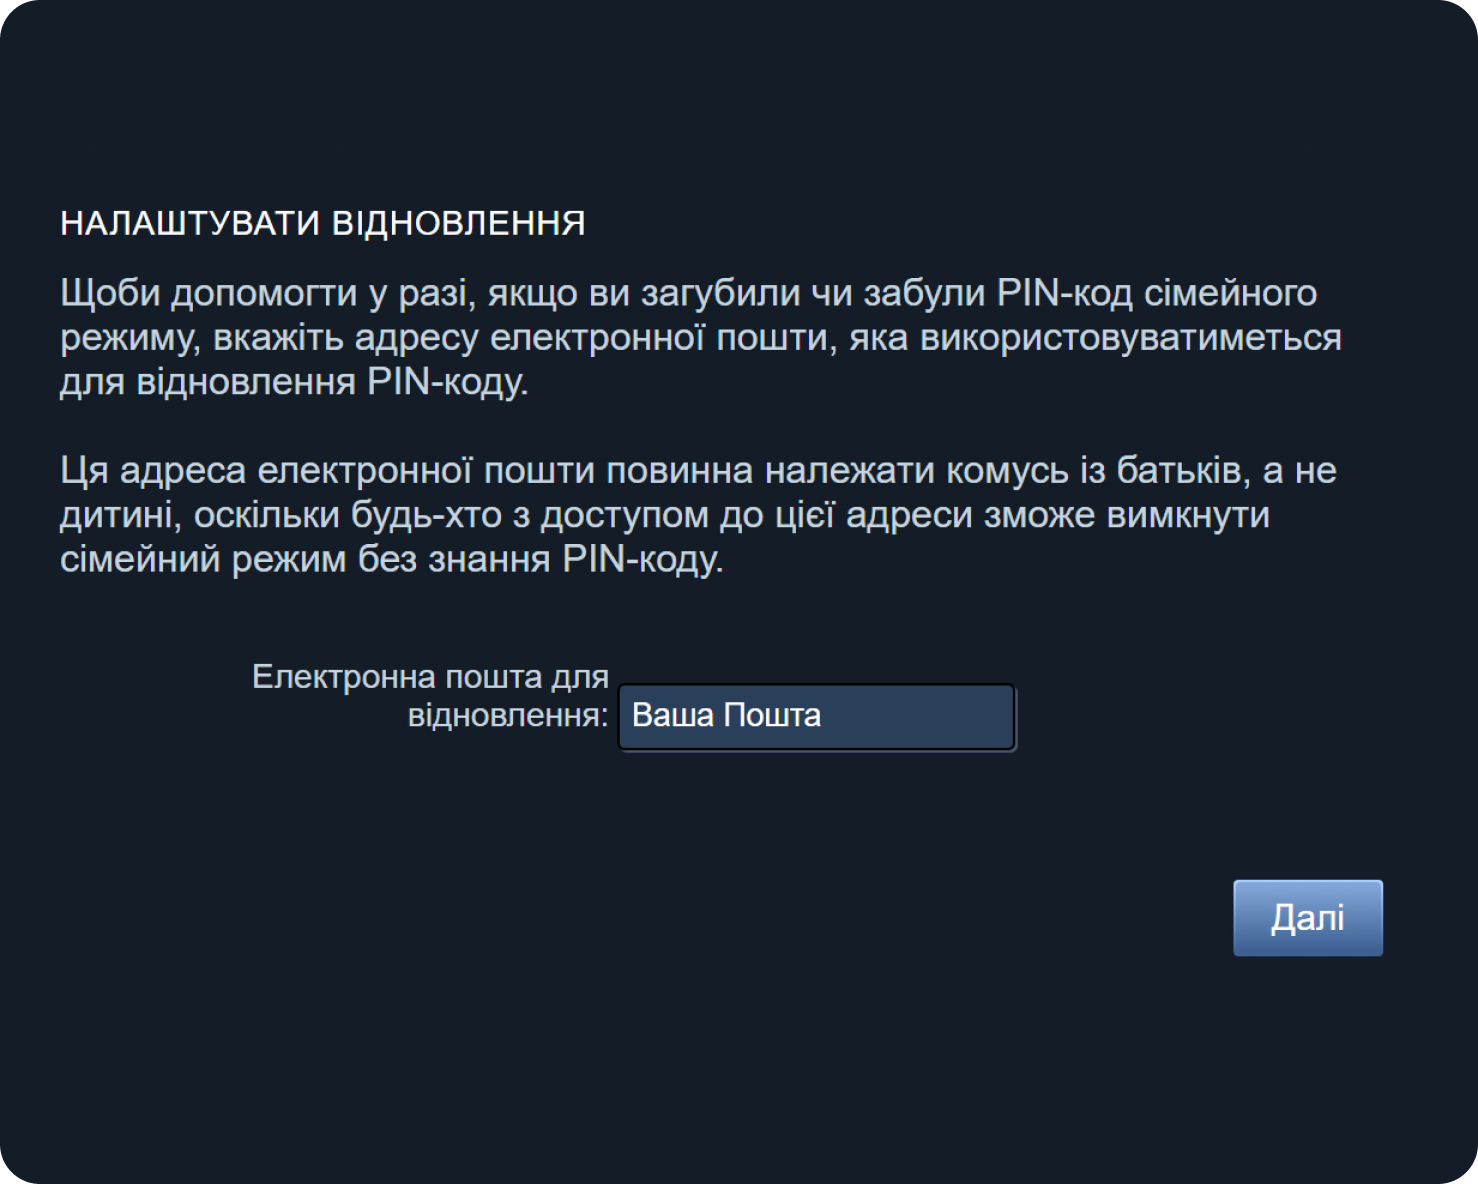 НАЛАШТУВАТИ ВІДНОВЛЕННЯ
Щоби допомогти у разі, якщо ви загубили чи забули PIN-код сімейного
режиму, вкажіть адресу електронної пошти, яка використовуватиметься
для відновлення PIN-коду.
Ця адреса електронної пошти повинна належати комусь із батьків, а не
дитині, оскільки будь-хто з доступом до цієї адреси зможе вимкнути
сімейний режим без знання PIN-коду.
Електронна пошта для
відновлення:
Ваша Пошта
Далі